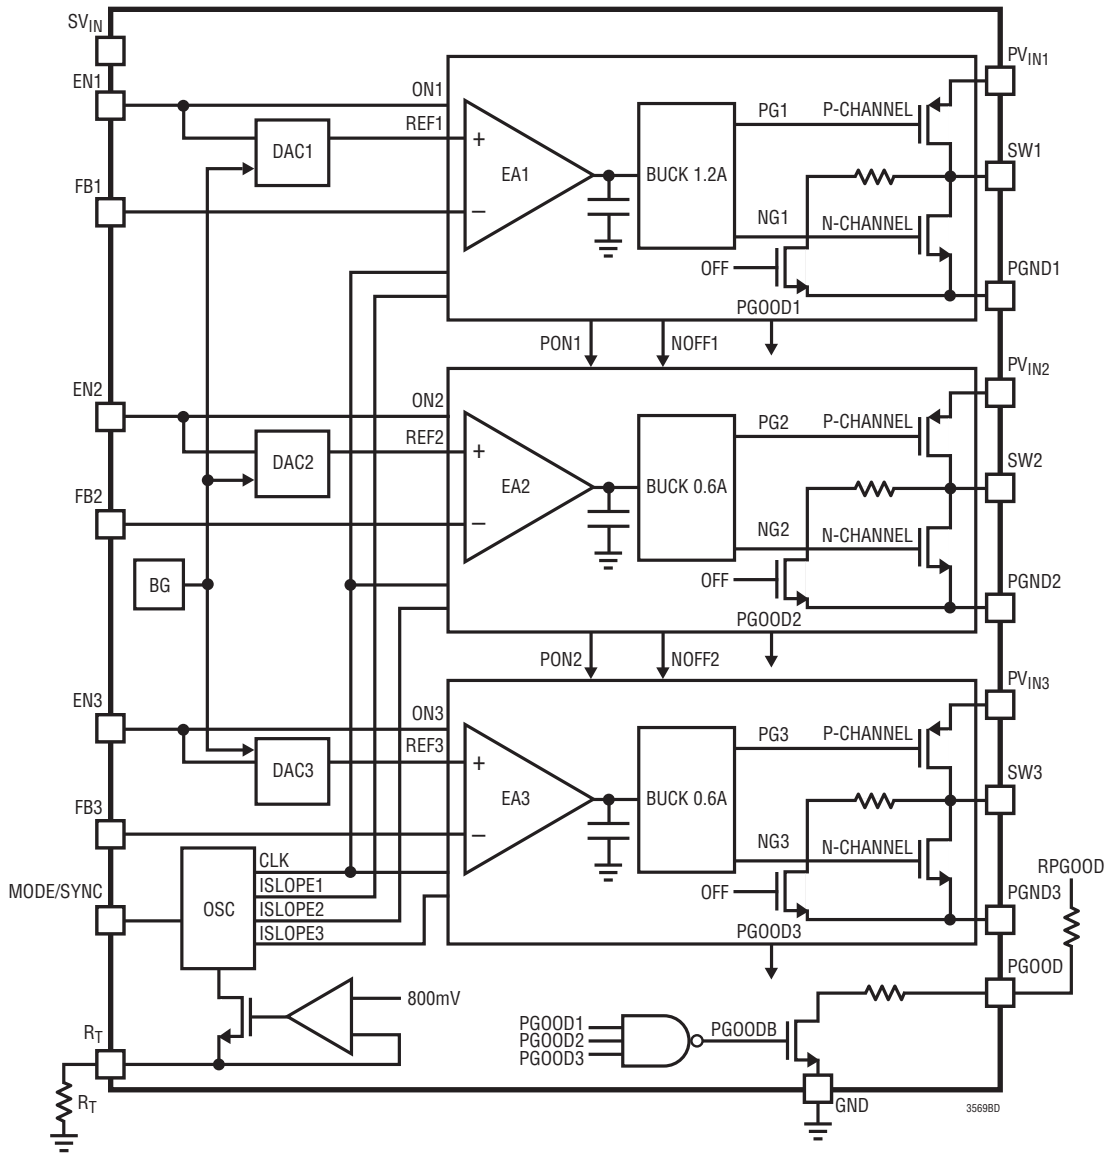 SVIN
PVIN1
EN1
ON1
REF1
DAC1
FB1
+
EA1
−
BUCK 1.2A
PG1
P-CHANNEL
SW1
NG1
N-CHANNEL
OFF
PGND1
PGOOD1
PON1
NOFF1
PVIN2
EN2
ON2
REF2
DAC2
FB2
+
EA2
−
BUCK 0.6A
PG2
P-CHANNEL
SW2
NG2
N-CHANNEL
OFF
PGND2
PGOOD2
BG
PON2
NOFF2
PVIN3
EN3
ON3
REF3
DAC3
FB3
+
EA3
−
BUCK 0.6A
PG3
P-CHANNEL
SW3
NG3
N-CHANNEL
OFF
PGND3
PGOOD3
RPGOOD
MODE/SYNC
OSC
CLK
ISLOPE1
ISLOPE2
ISLOPE3
PGOOD
800mV
PGOOD1
PGOOD2
PGOOD3
PGOODB
RT
RT
GND
3569BD